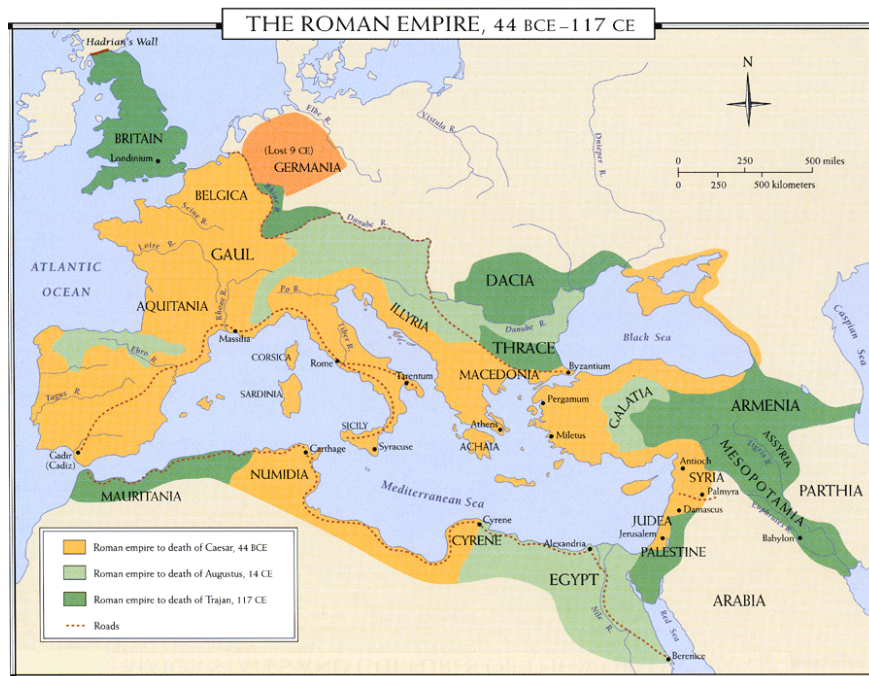 THE ROMAN EMPIRE, 44 BCE–117 CE
Hadrian's Wall
N
BRITAIN
Londinium
Elbe R.
Vistula R.
Dnieper R.
(Lost 9 CE)
GERMANIA
0 250 500 miles
0 250 500 kilometers
BELGICA
Rhine R.
Seine R.
Danube R.
Loire R.
GAUL
ATLANTIC
OCEAN
DACIA
Caspian Sea
AQUITANIA
Rhone R.
Po R.
ILLYRIA
Danube R.
Black Sea
Massilia
Tiber R.
THRACE
Ebro R.
CORSICA
Rome
Byzantium
MACEDONIA
Tarentum
SARDINIA
Tagus R.
Pergamum
GALATIA
ARMENIA
SICILY
Athens
Miletus
ASSYRIA
Gadir
(Cadiz)
Carthage
Syracuse
ACHAIA
Antioch
Tigris R.
MESOPOTAMIA
NUMIDIA
SYRIA
Palmyra
PARTHIA
MAURITANIA
Mediterranean Sea
Damascus
Euphrates R.
Cyrene
JUDEA
CYRENE
Alexandria
Jerusalem
Babylon
PALESTINE
EGYPT
Nile R.
ARABIA
Red Sea
Berenice
Roman empire to death of Caesar, 44 BCE
Roman empire to death of Augustus, 14 CE
Roman empire to death of Trajan, 117 CE
Roads